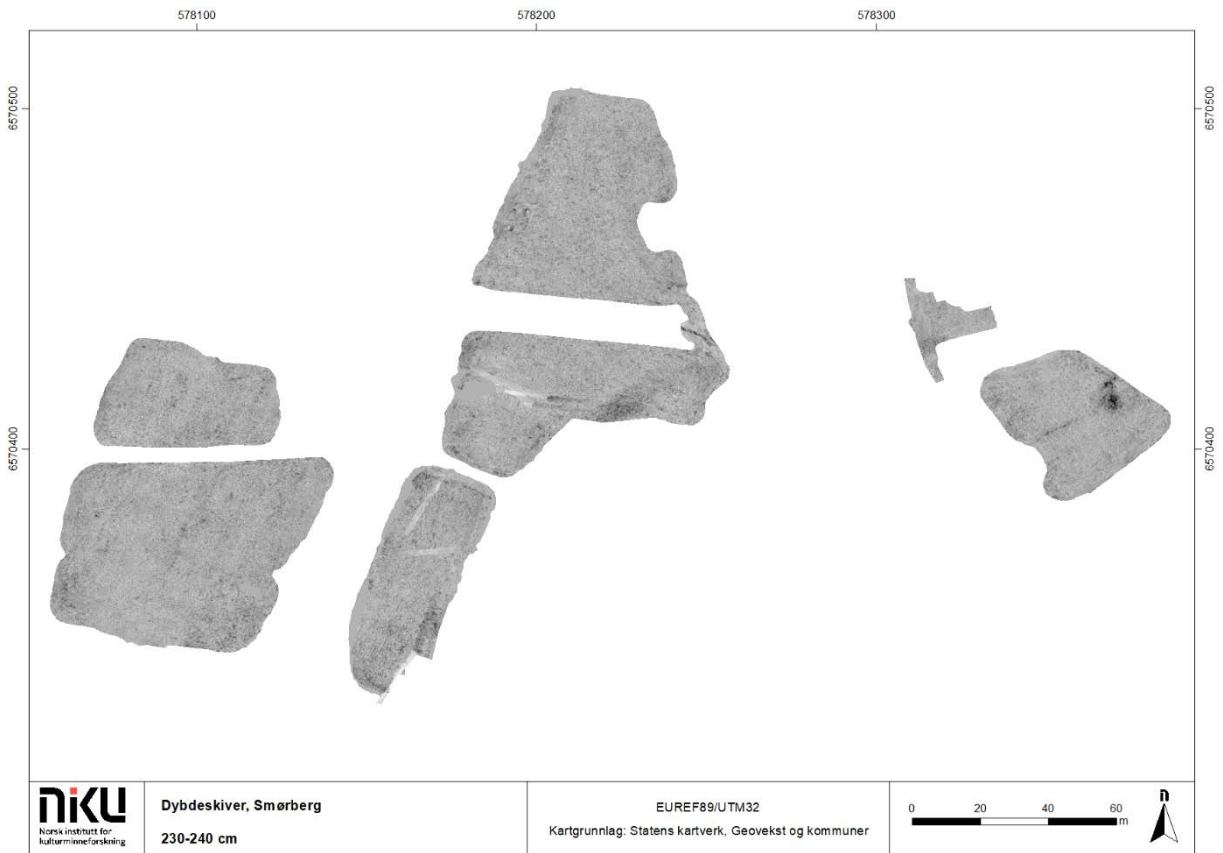 578100 578200 578300
6570500 6570500
6570400 6570400
niku
Norsk institutt for
kulturminneforskning
Dybdeskiver, Smørberg
230-240 cm
EUREF89/UTM32
Kartgrunnlag: Statens kartverk, Geovekst og kommuner
0 20 40 60
m
n